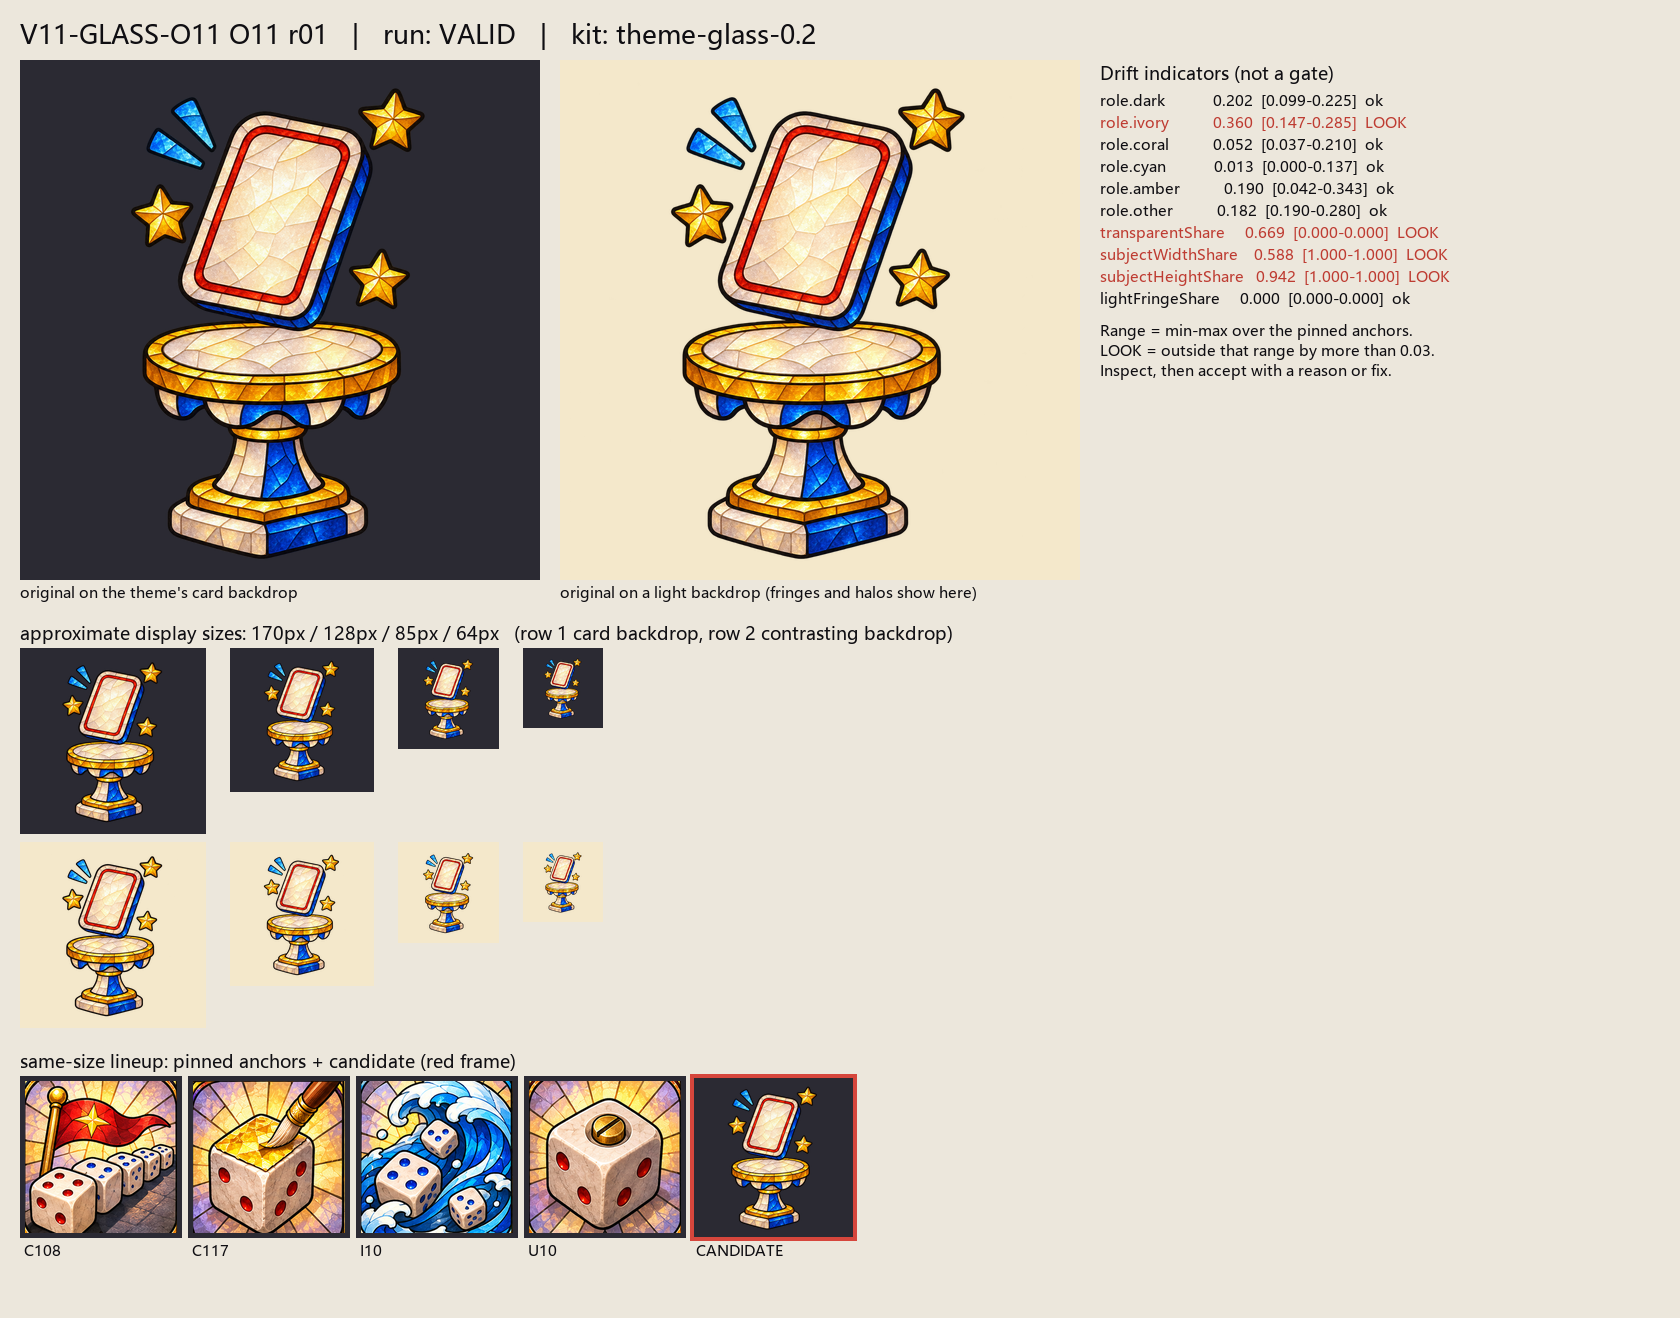 V11-GLASS-O11 O11 r01   |   run: VALID   |   kit: theme-glass-0.2
Drift indicators (not a gate)
role.dark 0.202 [0.099-0.225] ok
role.ivory 0.360 [0.147-0.285] LOOK
role.coral 0.052 [0.037-0.210] ok
role.cyan 0.013 [0.000-0.137] ok
role.amber 0.190 [0.042-0.343] ok
role.other 0.182 [0.190-0.280] ok
transparentShare 0.669 [0.000-0.000] LOOK
subjectWidthShare 0.588 [1.000-1.000] LOOK
subjectHeightShare 0.942 [1.000-1.000] LOOK
lightFringeShare 0.000 [0.000-0.000] ok
Range = min-max over the pinned anchors.
LOOK = outside that range by more than 0.03.
Inspect, then accept with a reason or fix.
original on the theme's card backdrop
original on a light backdrop (fringes and halos show here)
approximate display sizes: 170px / 128px / 85px / 64px   (row 1 card backdrop, row 2 contrasting backdrop)
same-size lineup: pinned anchors + candidate (red frame)
C108
C117
I10
U10
CANDIDATE